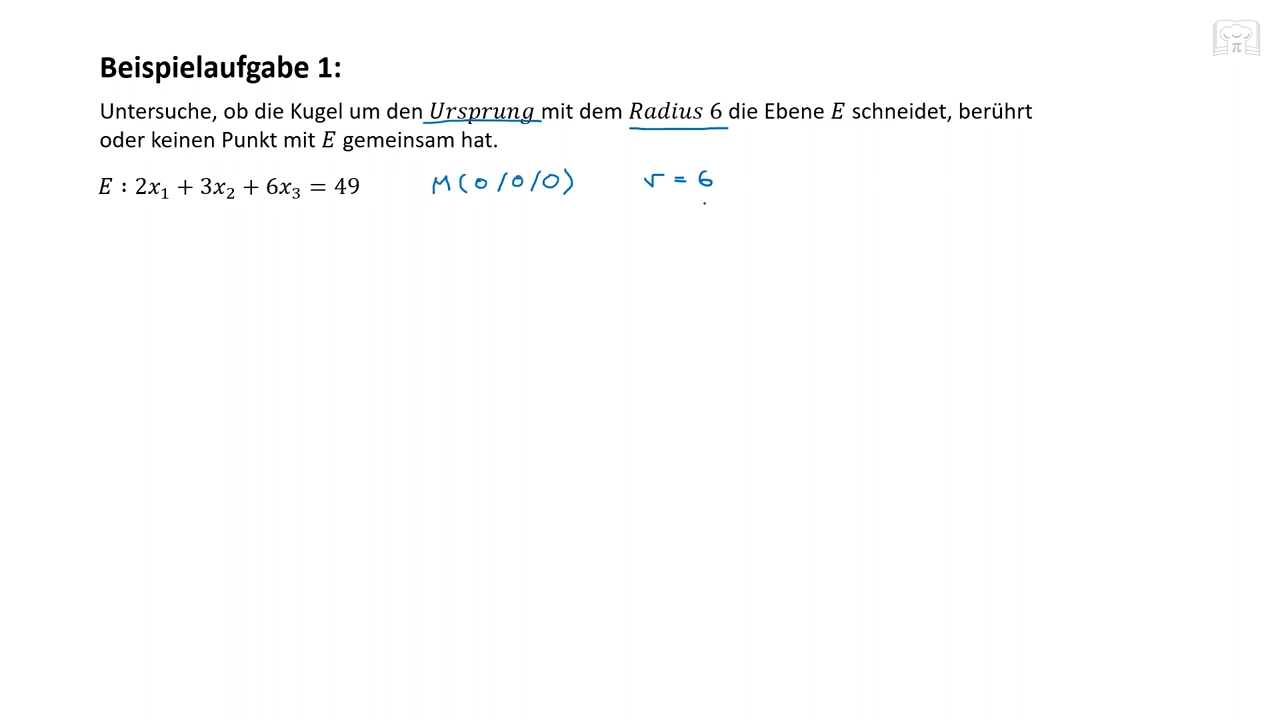 Beispielaufgabe 1:
Untersuche, ob die Kugel um den Ursprung mit dem Radius 6 die Ebene E schneidet, berührt
oder keinen Punkt mit E gemeinsam hat.
E : 2x₁ + 3x₂ + 6x₃ = 49 M(0/0/0) r = 6
π